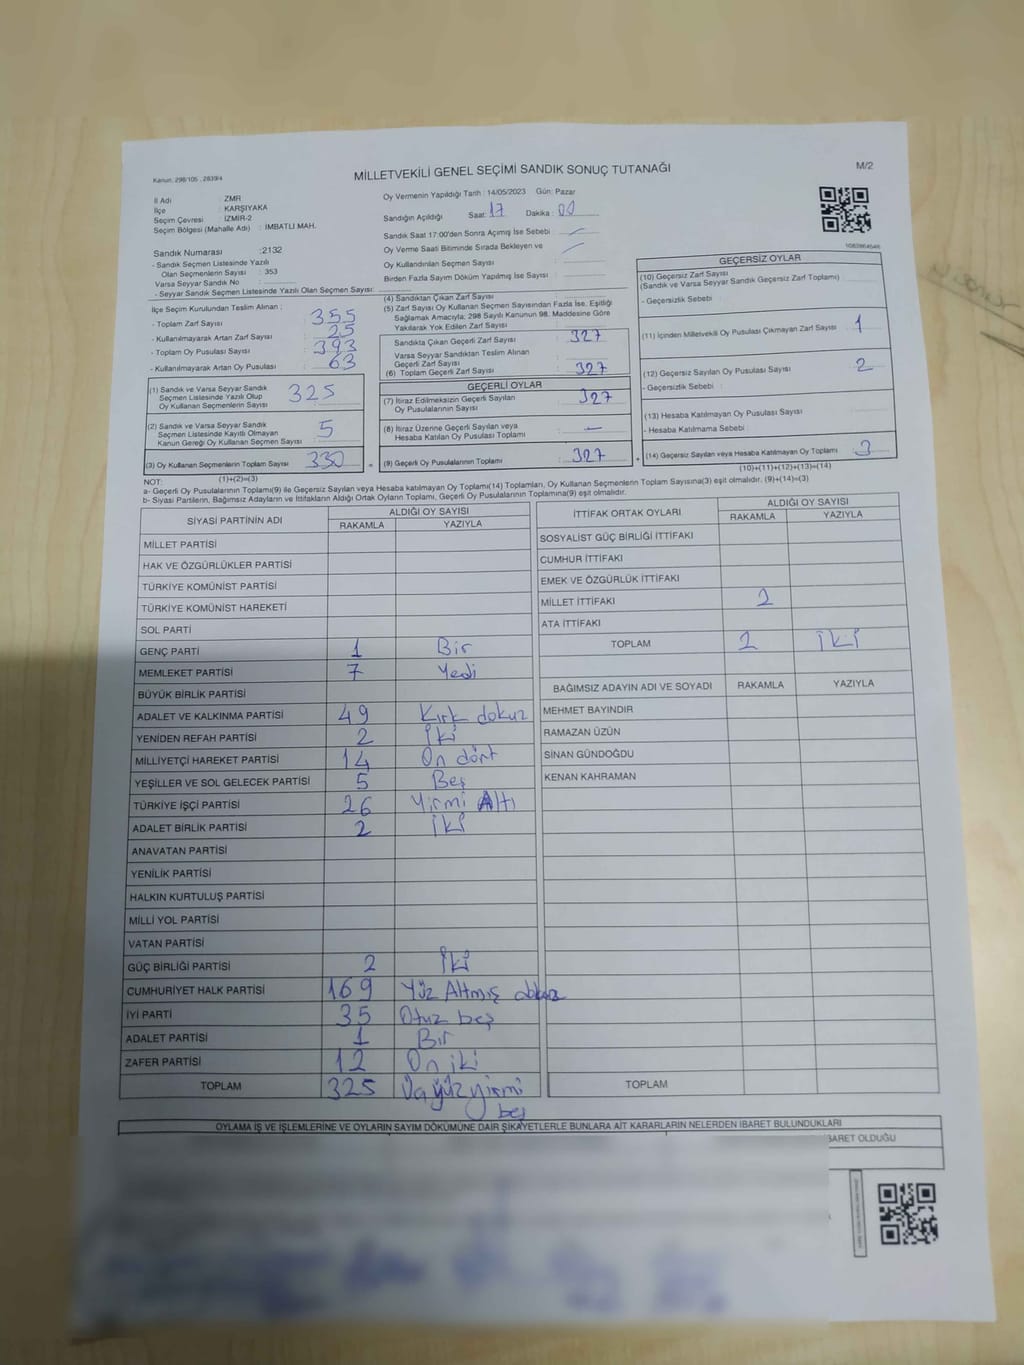 Kanun: 298/105 , 2839/4
MİLLETVEKİLİ GENEL SEÇİMİ SANDIK SONUÇ TUTANAĞI
M/2
İl Adı : ZMR
İlçe : KARŞIYAKA
Seçim Çevresi : İZMİR-2
Seçim Bölgesi (Mahalle Adı) : İMBATLI MAH.
Oy Vermenin Yapıldığı Tarih : 14/05/2023 Gün: Pazar
Sandığın Açıldığı Saat: 17 Dakika : 00
Sandık Saat 17:00'den Sonra Açımış İse Sebebi :
Oy Verme Saati Bitiminde Sırada Bekleyen ve
Oy Kullandırılan Seçmen Sayısı :
Birden Fazla Sayım Döküm Yapılmış İse Sayısı :
Sandık Numarası :2132
- Sandık Seçmen Listesinde Yazılı
Olan Seçmenlerin Sayısı : 353
Varsa Seyyar Sandık No :
- Seyyar Sandık Seçmen Listesinde Yazılı Olan Seçmen Sayısı:
İlçe Seçim Kurulundan Teslim Alınan :
- Toplam Zarf Sayısı : 355
- Kullanılmayarak Artan Zarf Sayısı : 25
- Toplam Oy Pusulası Sayısı : 393
- Kullanılmayarak Artan Oy Pusulası : 63
(1) Sandık ve Varsa Seyyar Sandık
Seçmen Listesinde Yazılı Olup
Oy Kullanan Seçmenlerin Sayısı : 325
(2) Sandık ve Varsa Seyyar Sandık
Seçmen Listesinde Kayıtlı Olmayan
Kanun Gereği Oy Kullanan Seçmen Sayısı : 5
(3) Oy Kullanan Seçmenlerin Toplam Sayısı : 330
(1)+(2)=(3)
(4) Sandıktan Çıkan Zarf Sayısı :
(5) Zarf Sayısı Oy Kullanan Seçmen Sayısından Fazla İse, Eşitliği
Sağlamak Amacıyla; 298 Sayılı Kanunun 98. Maddesine Göre
Yakılarak Yok Edilen Zarf Sayısı :
Sandıkta Çıkan Geçerli Zarf Sayısı : 327
Varsa Seyyar Sandıktan Teslim Alınan
Geçerli Zarf Sayısı :
(6) Toplam Geçerli Zarf Sayısı : 327
GEÇERLİ OYLAR
(7) İtiraz Edilmeksizin Geçerli Sayılan
Oy Pusulalarının Sayısı : 327
(8) İtiraz Üzerine Geçerli Sayılan veya
Hesaba Katılan Oy Pusulası Toplamı : -
= (9) Geçerli Oy Pusulalarının Toplamı : 327 +
GEÇERSİZ OYLAR
(10) Geçersiz Zarf Sayısı
(Sandık ve Varsa Seyyar Sandık Geçersiz Zarf Toplamı) :
- Geçersizlik Sebebi :
(11) İçinden Milletvekili Oy Pusulası Çıkmayan Zarf Sayısı : 1
(12) Geçersiz Sayılan Oy Pusulası Sayısı : 2
- Geçersizlik Sebebi :
(13) Hesaba Katılmayan Oy Pusulası Sayısı :
- Hesaba Katılmama Sebebi :
(14) Geçersiz Sayılan veya Hesaba Katılmayan Oy Toplamı : 3
(10)+(11)+(12)+(13)=(14)
NOT:
a- Geçerli Oy Pusulalarının Toplamı(9) ile Geçersiz Sayılan veya Hesaba Katılmayan Oy Toplamı(14) Toplamları, Oy Kullanan Seçmenlerin Toplam Sayısına(3) eşit olmalıdır. (9)+(14)=(3)
b- Siyasi Partilerin, Bağımsız Adayların ve İttifakların Aldığı Ortak Oyların Toplamı, Geçerli Oy Pusulalarının Toplamına(9) eşit olmalıdır.
SİYASİ PARTİNİN ADI ALDIĞI OY SAYISI
RAKAMLA YAZIYLA
MİLLET PARTİSİ
HAK VE ÖZGÜRLÜKLER PARTİSİ
TÜRKİYE KOMÜNİST PARTİSİ
TÜRKİYE KOMÜNİST HAREKETİ
SOL PARTİ
GENÇ PARTİ 1 Bir
MEMLEKET PARTİSİ 7 Yedi
BÜYÜK BİRLİK PARTİSİ
ADALET VE KALKINMA PARTİSİ 49 Kırk dokuz
YENİDEN REFAH PARTİSİ 2 İki
MİLLİYETÇİ HAREKET PARTİSİ 14 On dört
YEŞİLLER VE SOL GELECEK PARTİSİ 5 Beş
TÜRKİYE İŞÇİ PARTİSİ 26 Yirmi Altı
ADALET BİRLİK PARTİSİ 2 İki
ANAVATAN PARTİSİ
YENİLİK PARTİSİ
HALKIN KURTULUŞ PARTİSİ
MİLLİ YOL PARTİSİ
VATAN PARTİSİ
GÜÇ BİRLİĞİ PARTİSİ 2 İki
CUMHURİYET HALK PARTİSİ 169 Yüz Altmış dokuz
İYİ PARTİ 35 Otuz beş
ADALET PARTİSİ 1 Bir
ZAFER PARTİSİ 12 On iki
TOPLAM 325 yirmi
beş
İTTİFAK ORTAK OYLARI ALDIĞI OY SAYISI
RAKAMLA YAZIYLA
SOSYALİST GÜÇ BİRLİĞİ İTTİFAKI
CUMHUR İTTİFAKI
EMEK VE ÖZGÜRLÜK İTTİFAKI
MİLLET İTTİFAKI 2
ATA İTTİFAKI
TOPLAM 2 İKİ
BAĞIMSIZ ADAYIN ADI VE SOYADI RAKAMLA YAZIYLA
MEHMET BAYINDIR
RAMAZAN ÜZÜN
SİNAN GÜNDOĞDU
KENAN KAHRAMAN
TOPLAM
OYLAMA İŞ VE İŞLEMLERİNE VE OYLARIN SAYIM DÖKÜMÜNE DAİR ŞİKAYETLERLE BUNLARA AİT KARARLARIN NELERDEN İBARET BULUNDUKLARI
BARET OLDUĞU